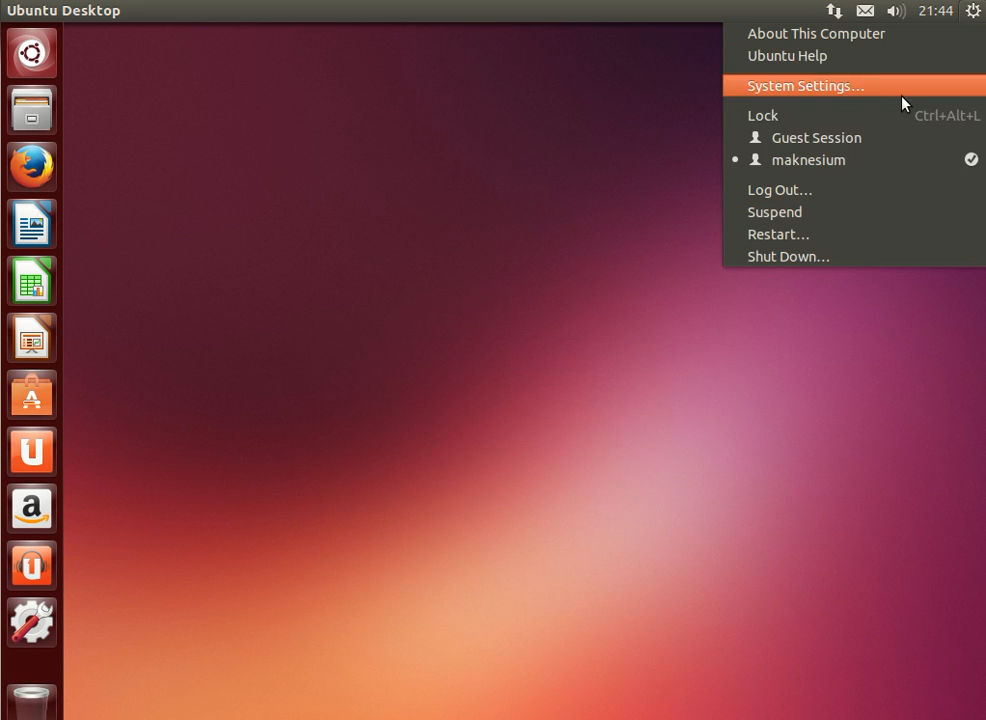 Ubuntu Desktop
21:44
About This Computer
Ubuntu Help
System Settings...
Lock Ctrl+Alt+L
Guest Session
maknesium
Log Out...
Suspend
Restart...
Shut Down...
A
U
a
U